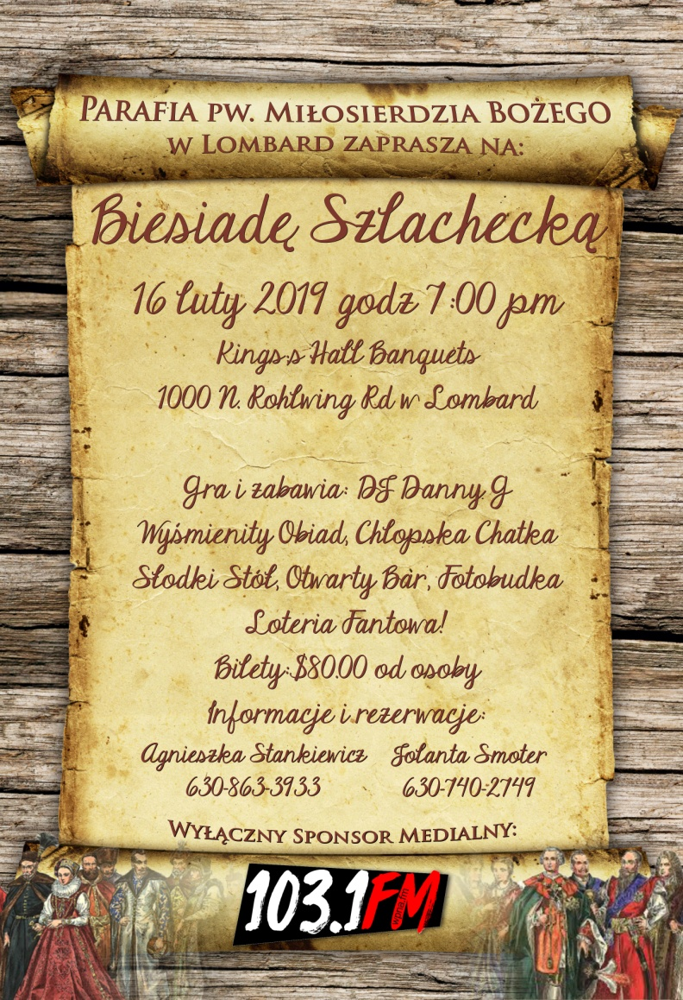 PARAFIA PW. MIŁOSIERDZIA BOŻEGO
W LOMBARD ZAPRASZA NA:
Biesiadę Szlachecką
16 luty 2019 godz 7:00 pm
Kings,s Hall Banquets
1000 N. Rohlwing Rd w Lombard
Gra i zabawia: DJ Danny G
Wyśmienity Obiad, Chłopska Chatka
Słodki Stół, Otwarty Bar, Fotobudka
Loteria Fantowa!
Bilety:$80.00 od osoby
Informacje i rezerwacje:
Agnieszka Stankiewicz Jolanta Smoter
630-863-3933 630-740-2749
WYŁĄCZNY SPONSOR MEDIALNY:
103.1FM
wpna.fm